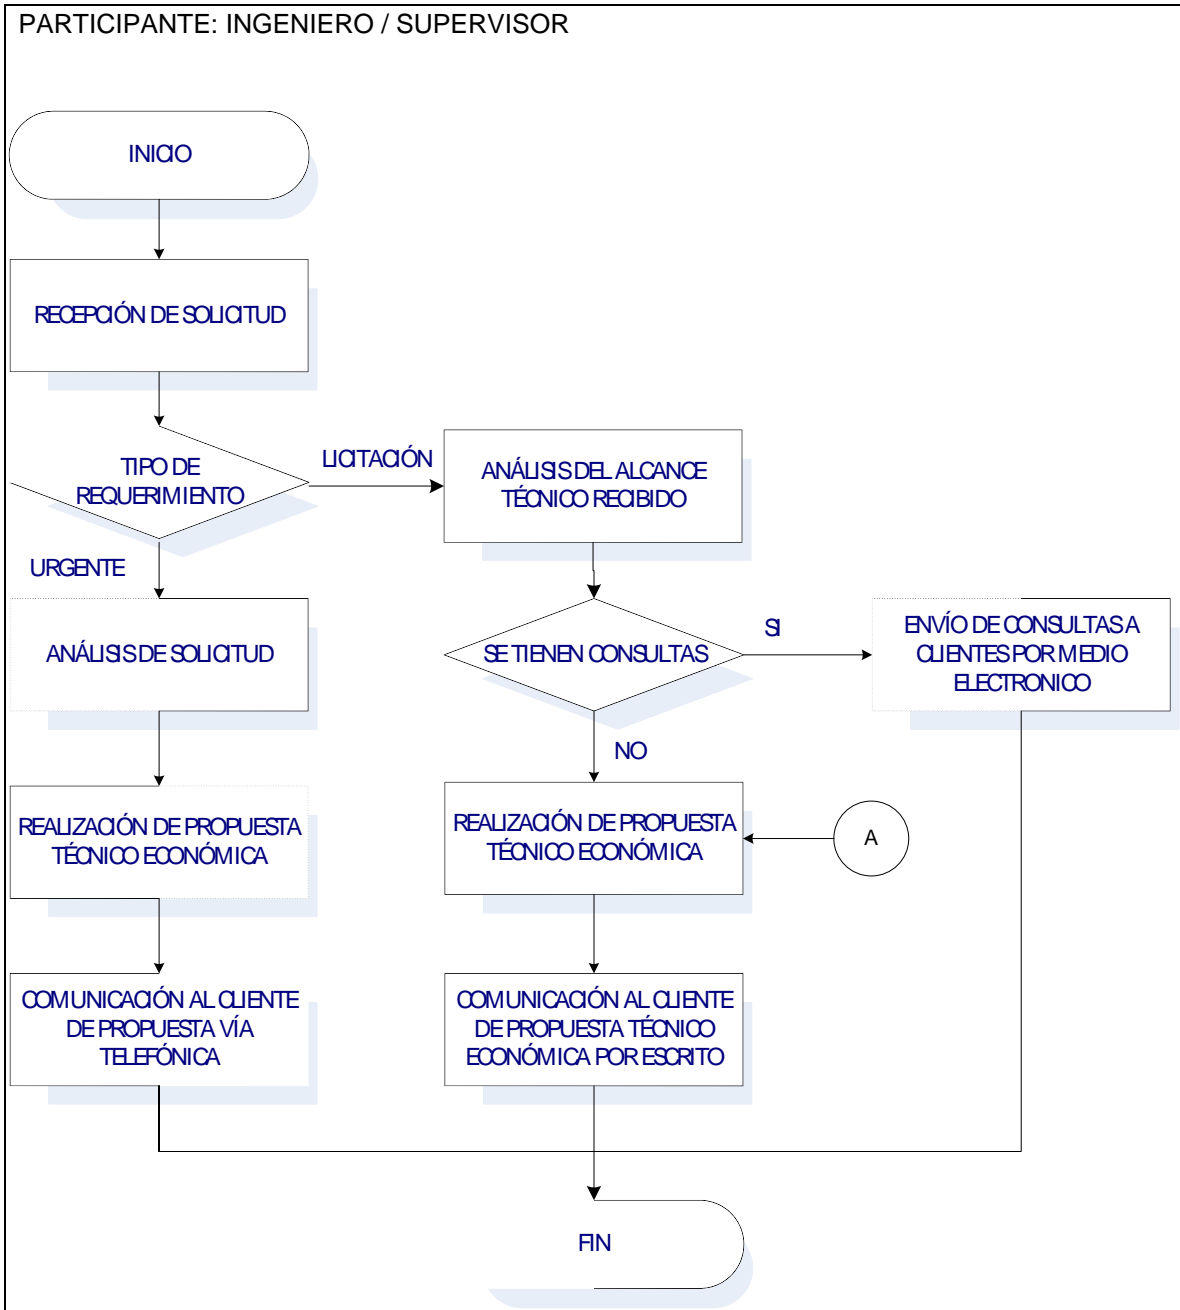 PARTICIPANTE: INGENIERO / SUPERVISOR
INICIO
RECEPCIÓN DE SOLICITUD
TIPO DE
REQUERIMIENTO
LICITACIÓN
ANÁLISIS DEL ALCANCE
TÉCNICO RECIBIDO
URGENTE
ANÁLISIS DE SOLICITUD
SE TIENEN CONSULTAS
SI
ENVÍO DE CONSULTAS A
CLIENTES POR MEDIO
ELECTRONICO
NO
REALIZACIÓN DE PROPUESTA
TÉCNICO ECONÓMICA
REALIZACIÓN DE PROPUESTA
TÉCNICO ECONÓMICA
A
COMUNICACIÓN AL CLIENTE
DE PROPUESTA VÍA
TELEFÓNICA
COMUNICACIÓN AL CLIENTE
DE PROPUESTA TÉCNICO
ECONÓMICA POR ESCRITO
FIN